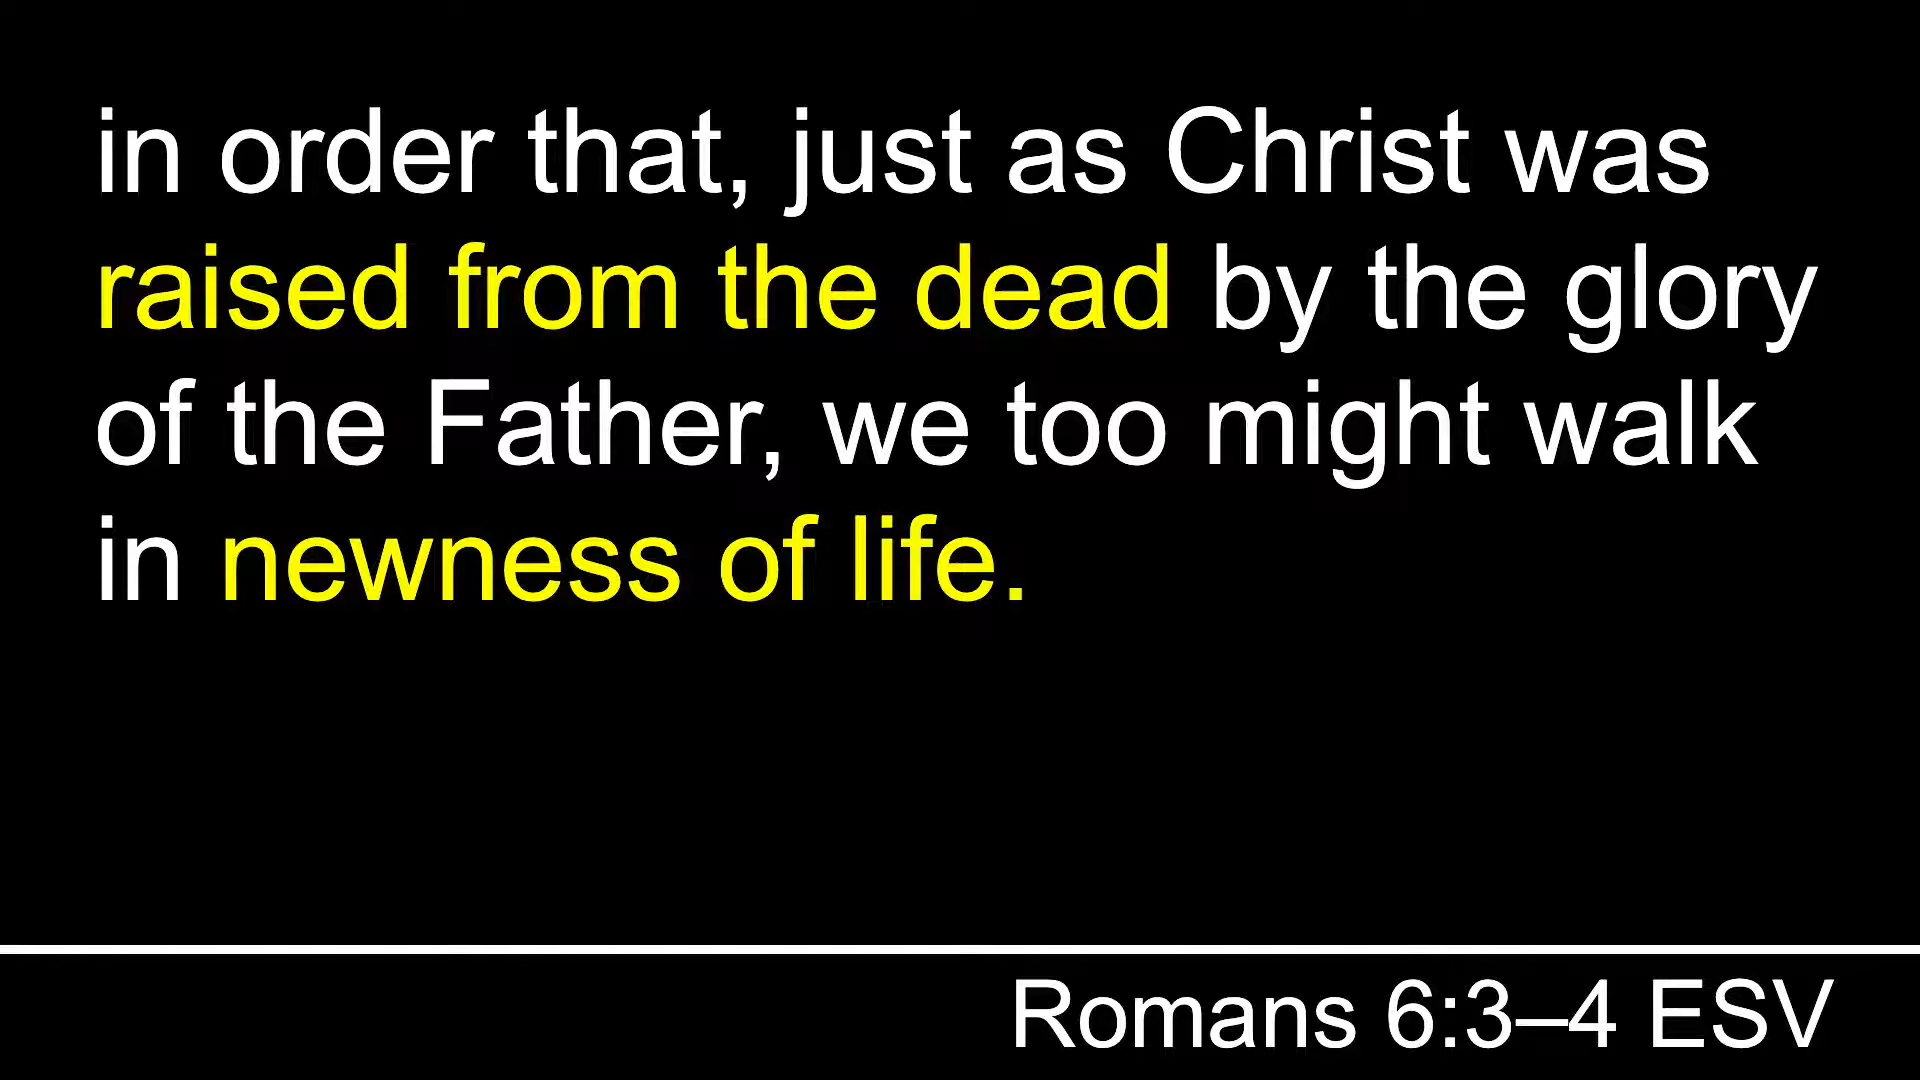 in order that, just as Christ was
raised from the dead by the glory
of the Father, we too might walk
in newness of life.
Romans 6:3–4 ESV